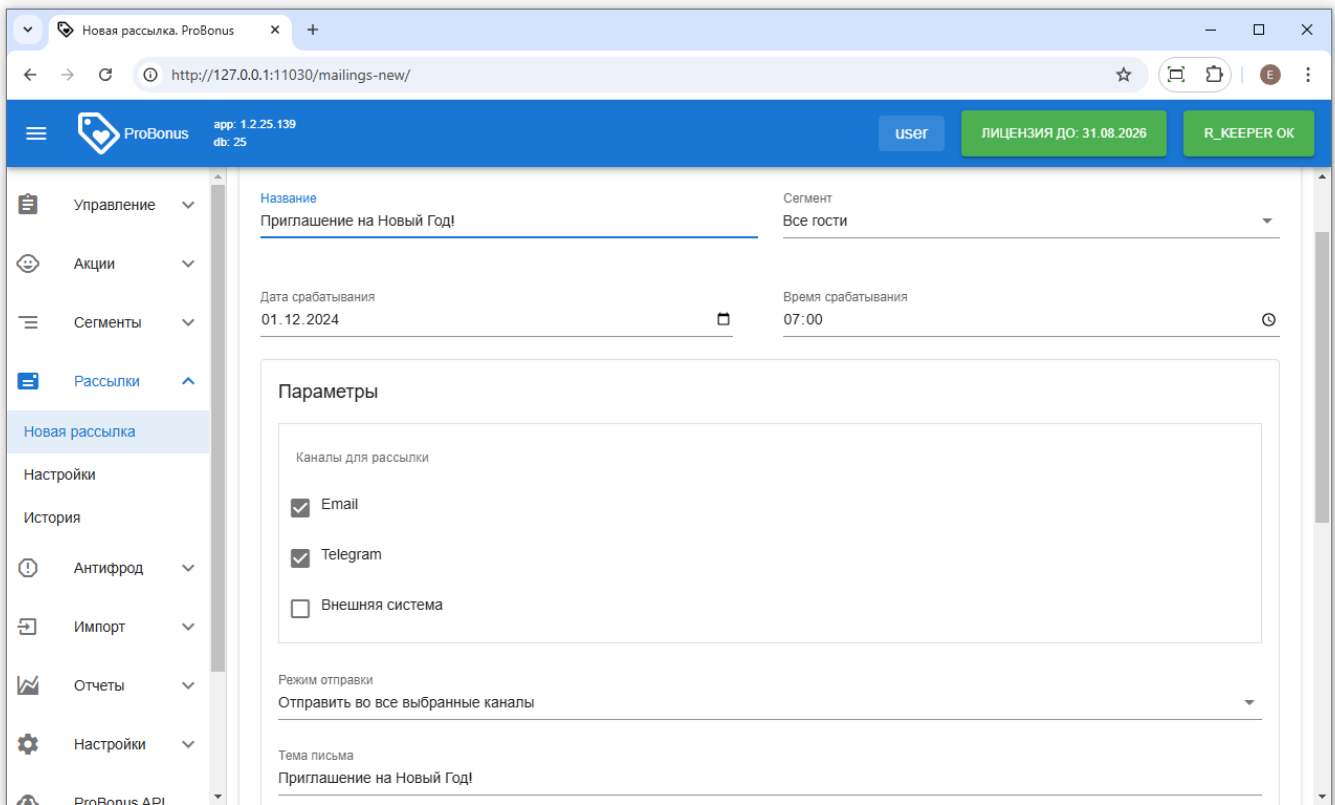 Новая рассылка. ProBonus
http://127.0.0.1:11030/mailings-new/
E
ProBonus
app: 1.2.25.139
db: 25
user
ЛИЦЕНЗИЯ ДО: 31.08.2026
R_KEEPER OK
Управление
Акции
Сегменты
Рассылки
Новая рассылка
Настройки
История
Антифрод
Импорт
Отчеты
Настройки
ProBonus API
Название
Приглашение на Новый Год!
Сегмент
Все гости
Дата срабатывания
01.12.2024
Время срабатывания
07:00
Параметры
Каналы для рассылки
Email
Telegram
Внешняя система
Режим отправки
Отправить во все выбранные каналы
Тема письма
Приглашение на Новый Год!